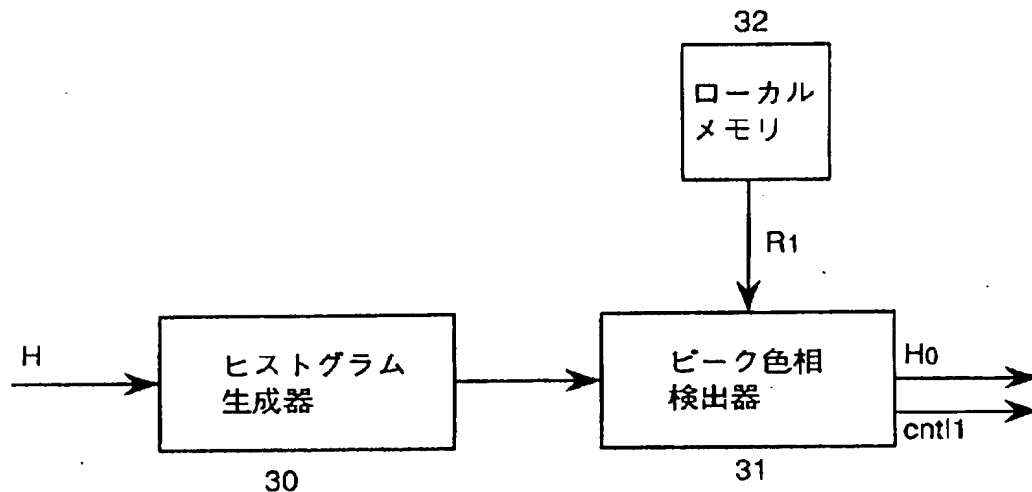 32
ローカル
メモリ
R1
H
ヒストグラム
生成器
30
ピーク色相
検出器
31
H0
cntl1